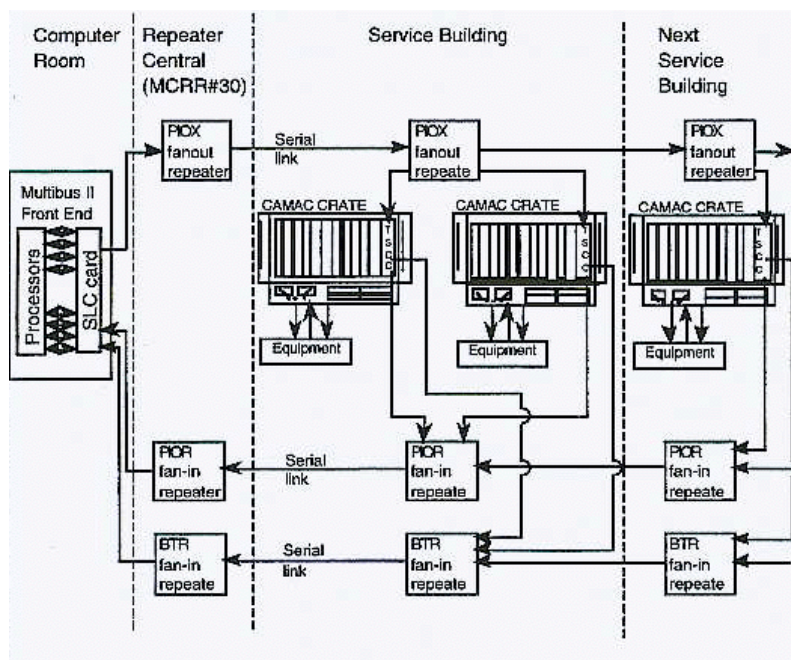 Computer
Room
Repeater
Central
(MCRR#30)
Service Building
Next
Service
Building
PIOX
fanout
repeater
Serial
link
PIOX
fanout
repeate
PIOX
fanout
repeater
Multibus II
Front End
Processors
SLC card
CAMAC CRATE
T
S
C
C
CAMAC CRATE
T
S
C
C
CAMAC CRATE
T
S
C
C
Equipment
Equipment
Equipment
PIOR
fan-in
repeater
Serial
link
PIOR
fan-in
repeate
PIOR
fan-in
repeate
BTR
fan-in
repeate
Serial
link
BTR
fan-in
repeate
BTR
fan-in
repeate